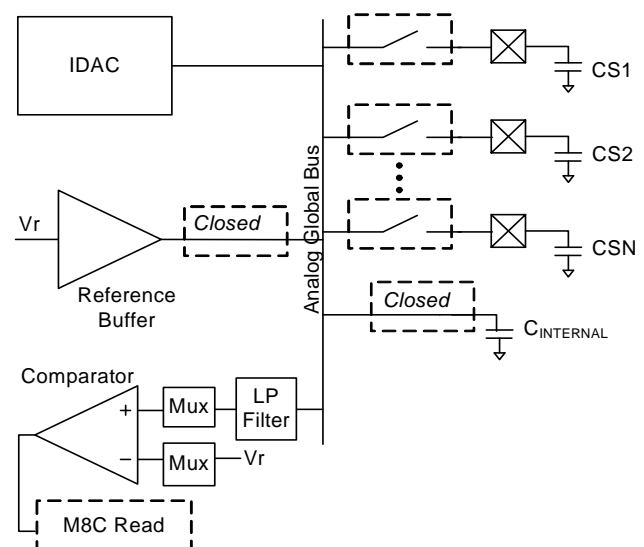 IDAC
CS1
CS2
Analog Global Bus
Vr
Closed
Reference
Buffer
CSN
Closed
CINTERNAL
Comparator
+
Mux
LP
Filter
−
Mux
Vr
M8C Read